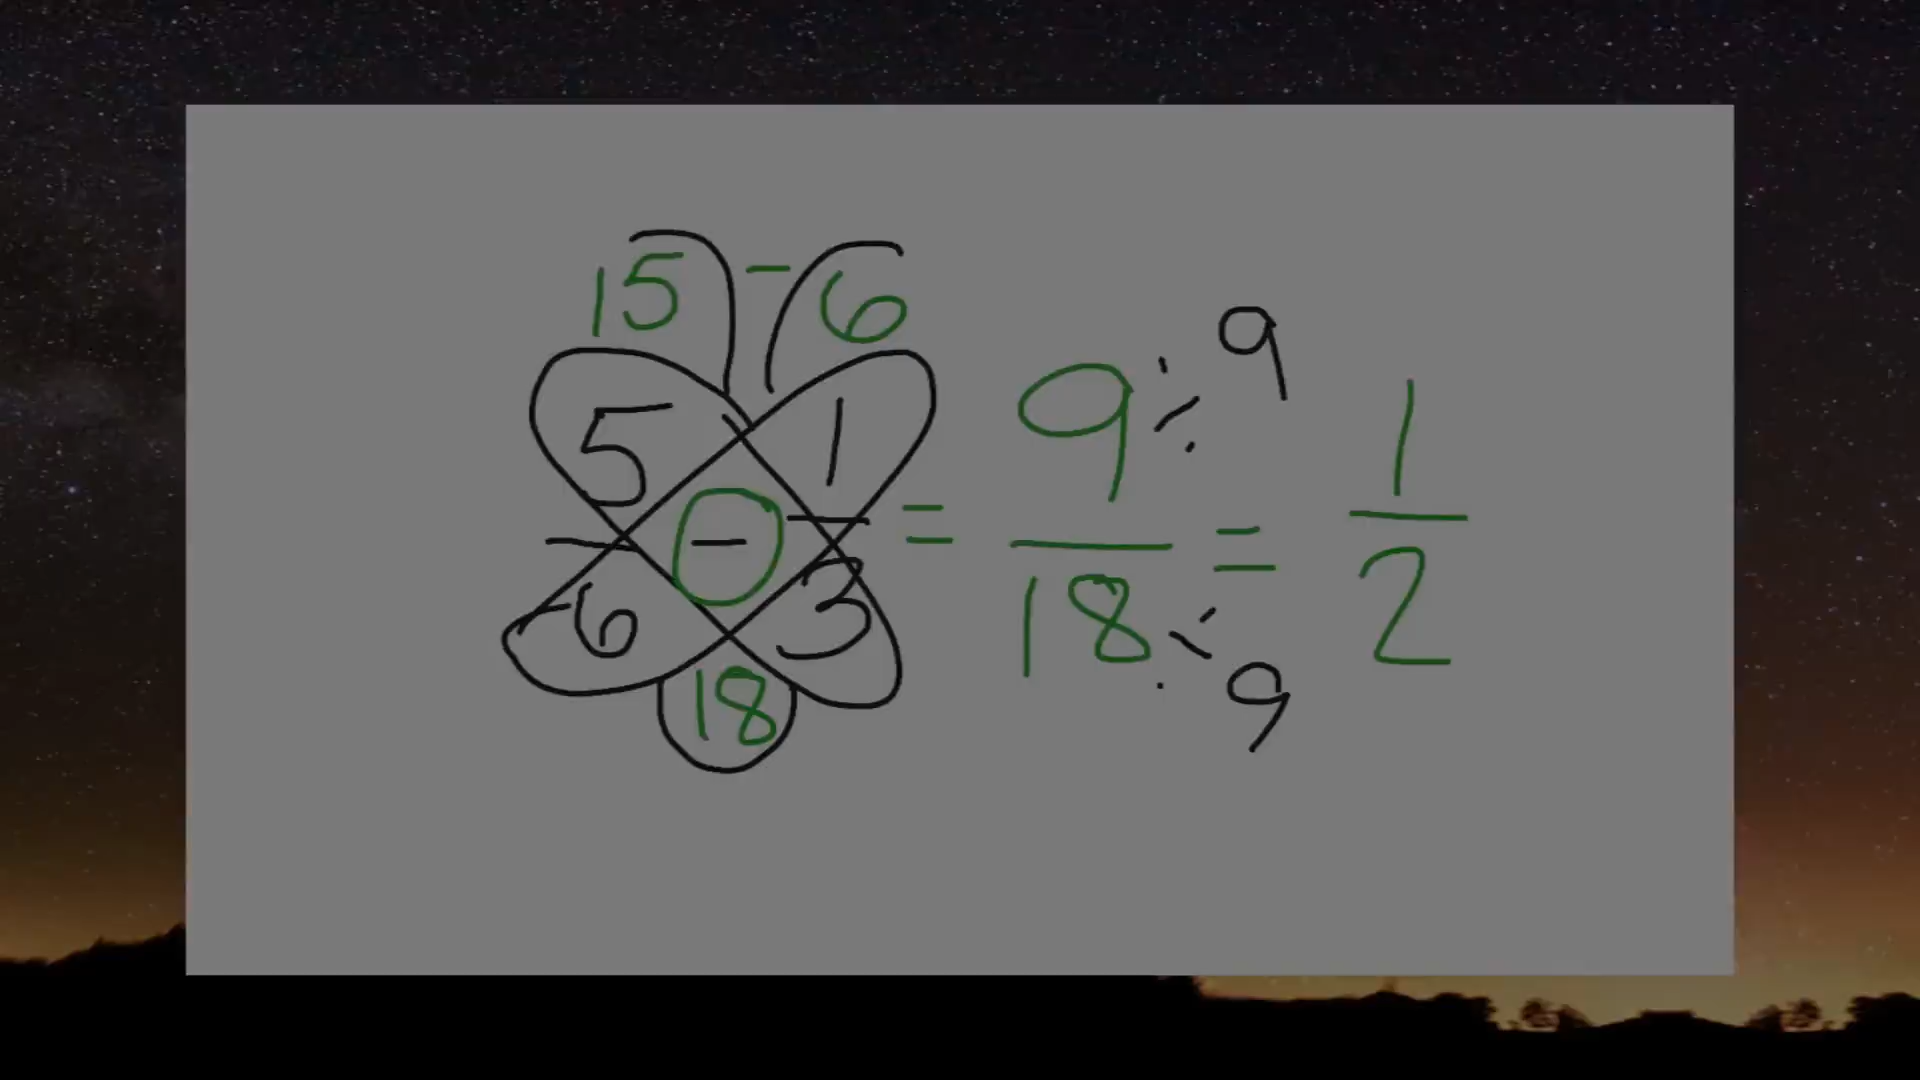 15 - 6
5/6 - 1/3 = 9 ÷ 9/18 ÷ 9 = 1/2
18